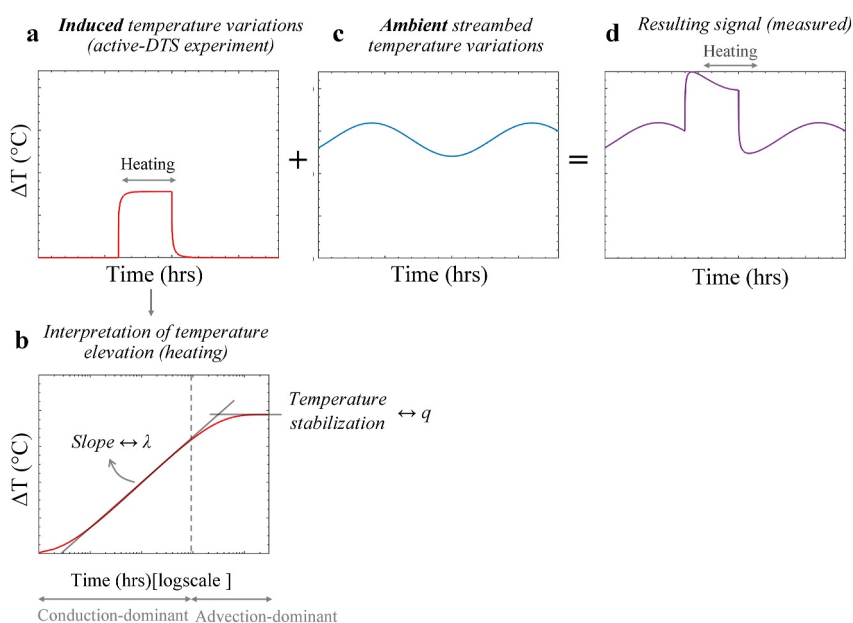 a
Induced temperature variations
(active-DTS experiment)
ΔT (°C)
Heating
Time (hrs)
+
c
Ambient streambed
temperature variations
Time (hrs)
=
d
Resulting signal (measured)
Heating
Time (hrs)
b
Interpretation of temperature
elevation (heating)
ΔT (°C)
Slope ↔ λ
Temperature
stabilization ↔ q
Time (hrs)[logscale ]
Conduction-dominant
Advection-dominant